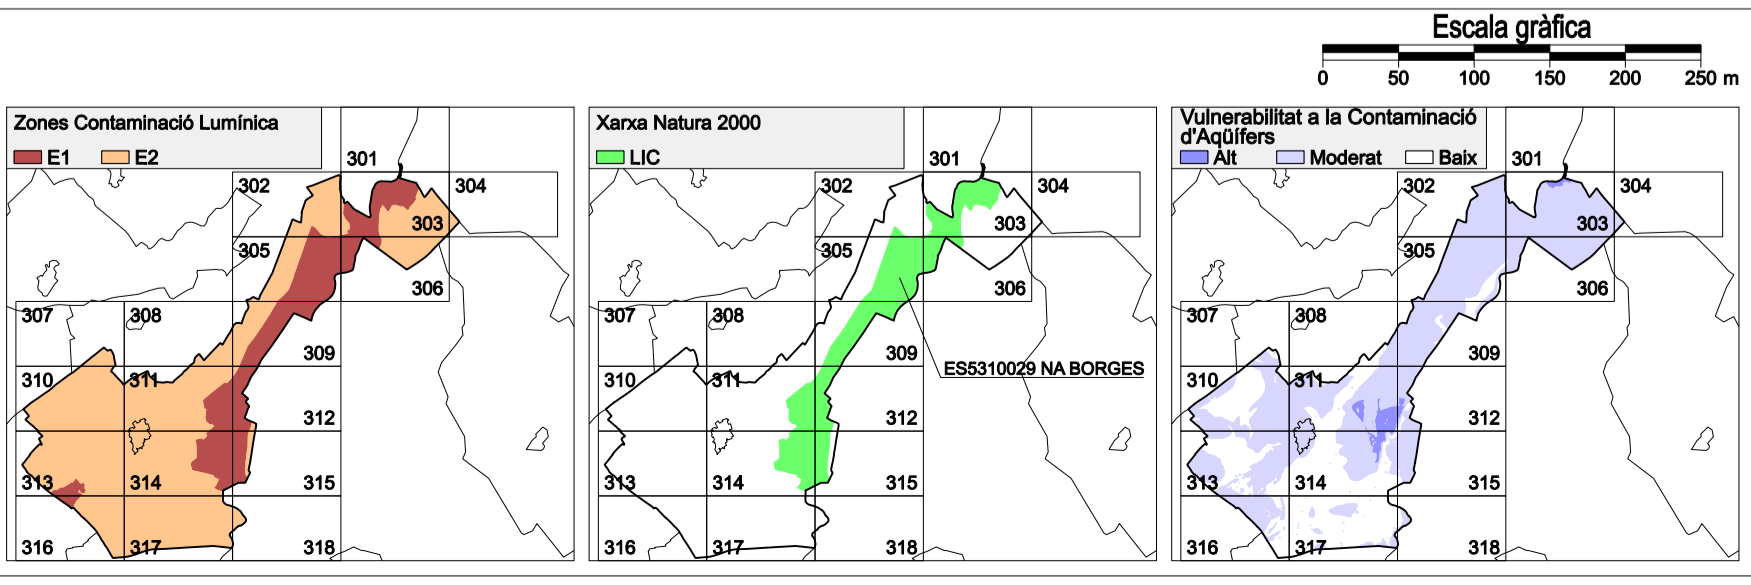 Escala gràfica
0 50 100 150 200 250 m
Zones Contaminació Lumínica
E1 E2
301
302 304
303
305
306
307 308
309
310 311
312
313 314 315
316 317 318
Xarxa Natura 2000
LIC
301
302 304
303
305
306
307 308
309
ES5310029 NA BORGES
310 311
312
313 314 315
316 317 318
Vulnerabilitat a la Contaminació
d'Aqüífers
Alt Moderat Baix
301
302 304
303
305
306
307 308
309
310 311
312
313 314 315
316 317 318